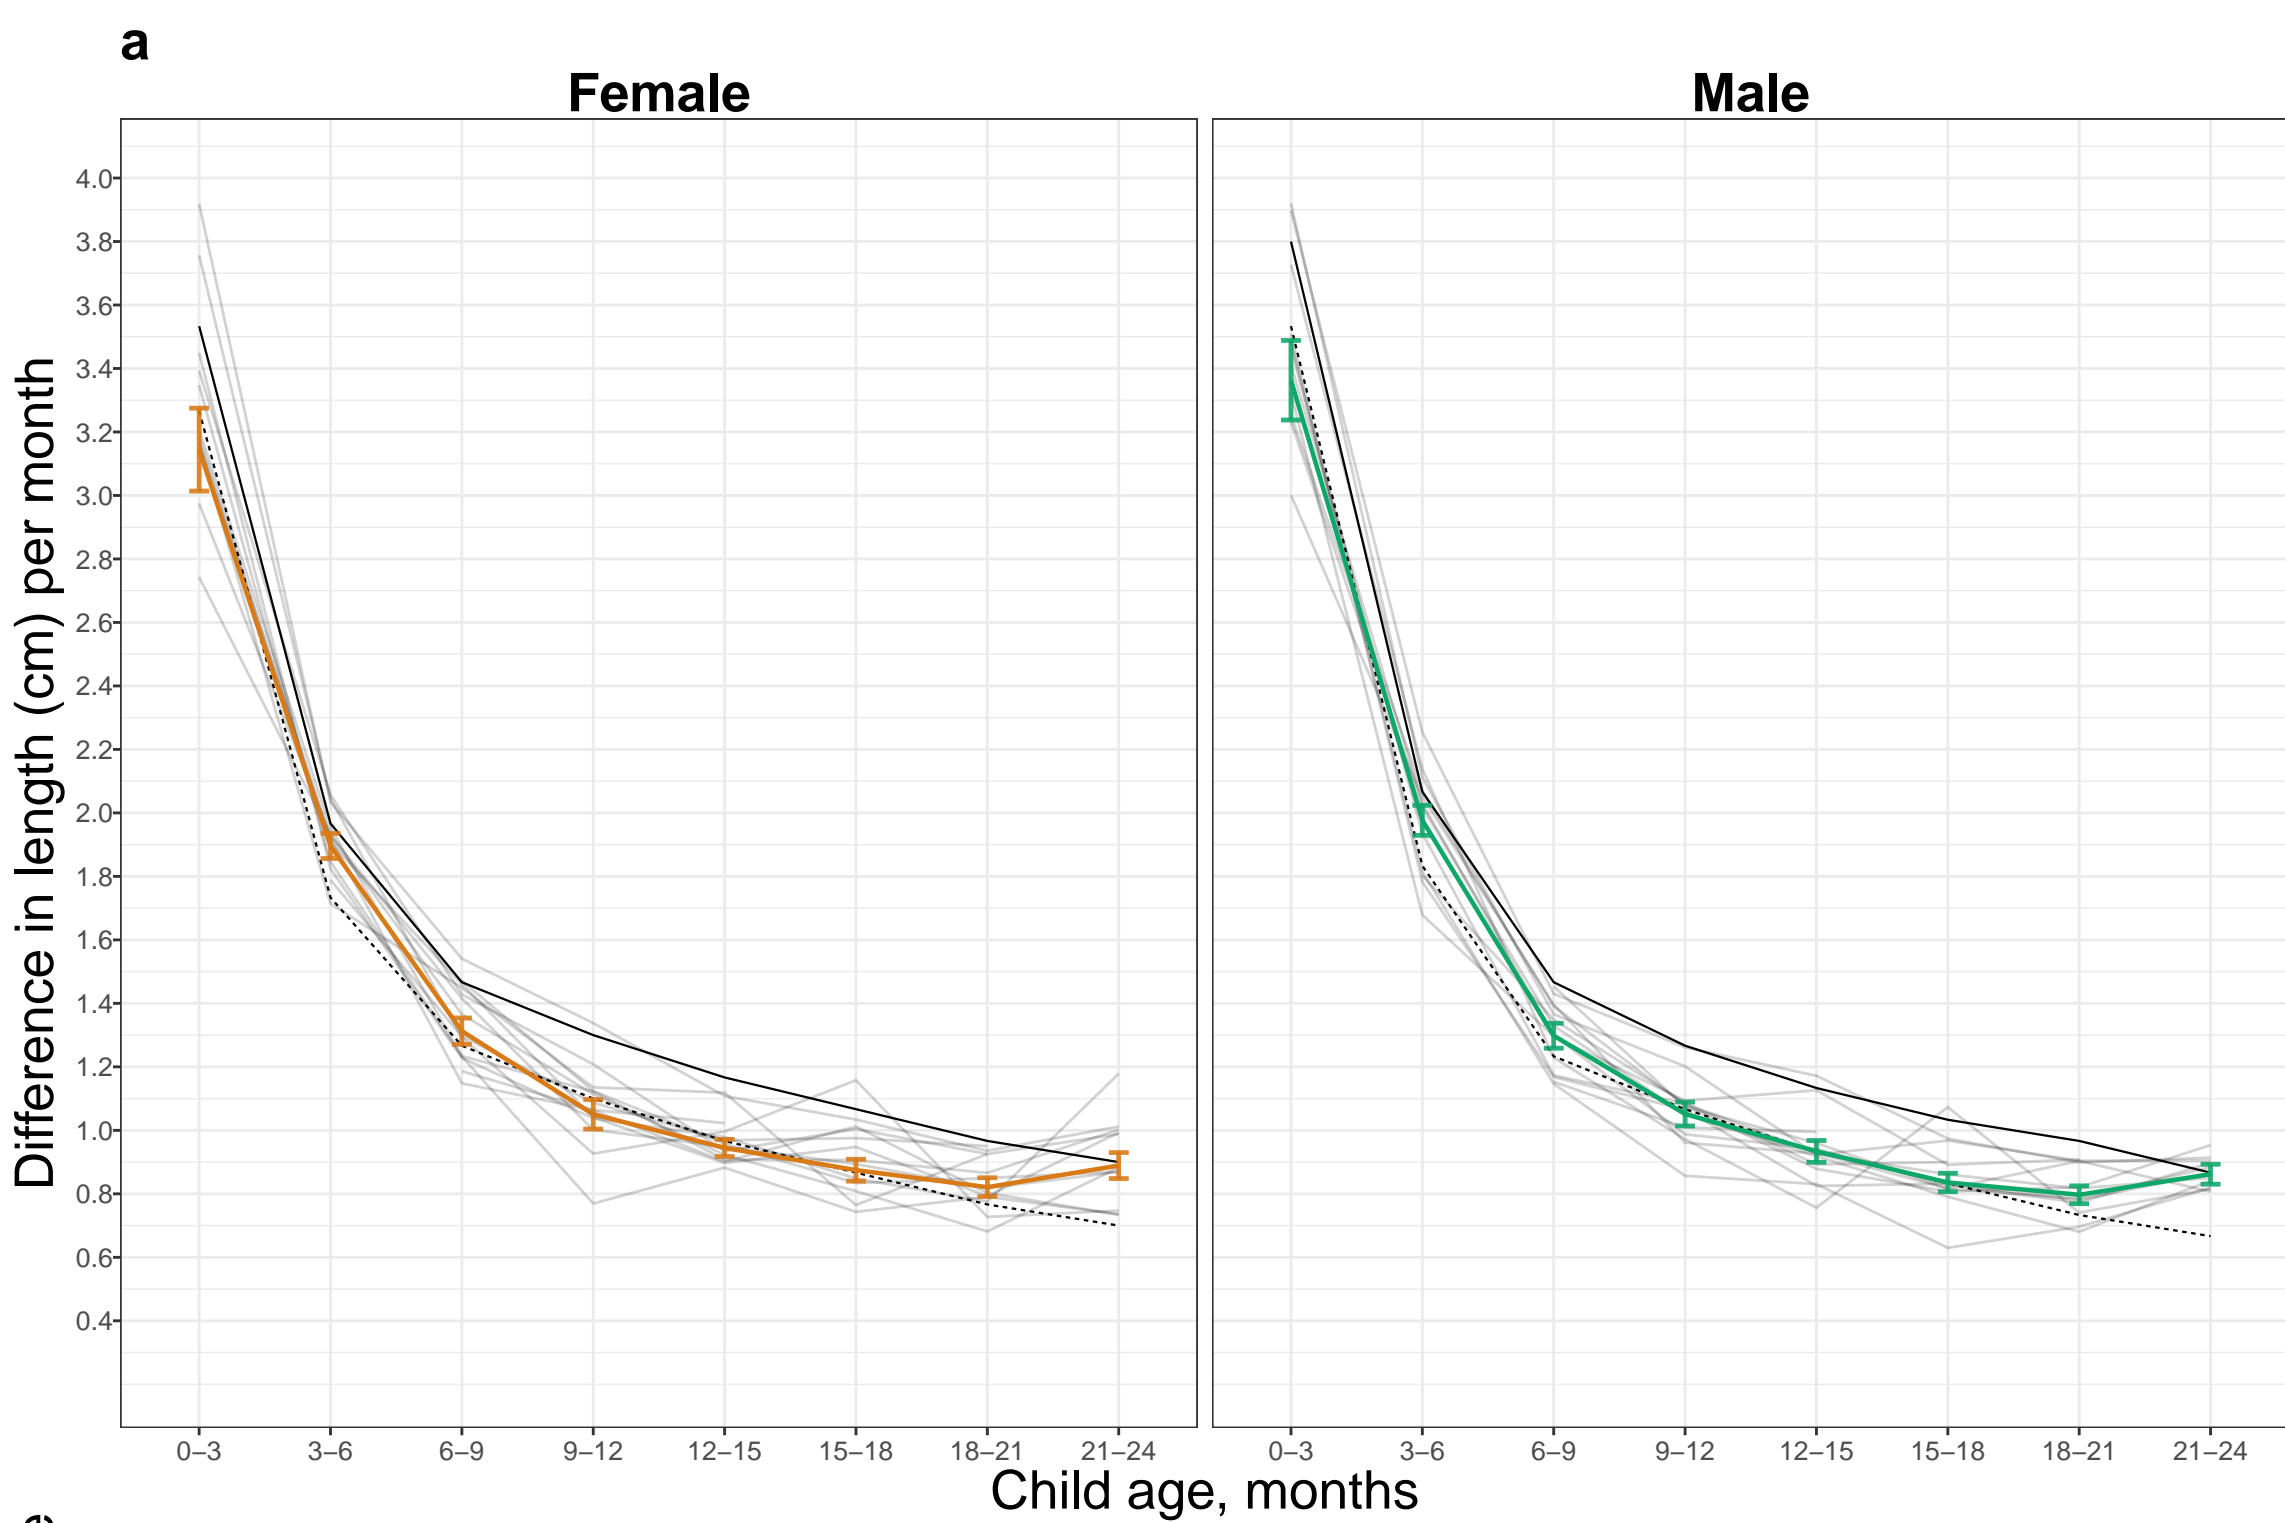 a
Female
Male
Difference in length (cm) per month
4.0
3.8
3.6
3.4
3.2
3.0
2.8
2.6
2.4
2.2
2.0
1.8
1.6
1.4
1.2
1.0
0.8
0.6
0.4
0–3 3–6 6–9 9–12 12–15 15–18 18–21 21–24
0–3 3–6 6–9 9–12 12–15 15–18 18–21 21–24
Child age, months